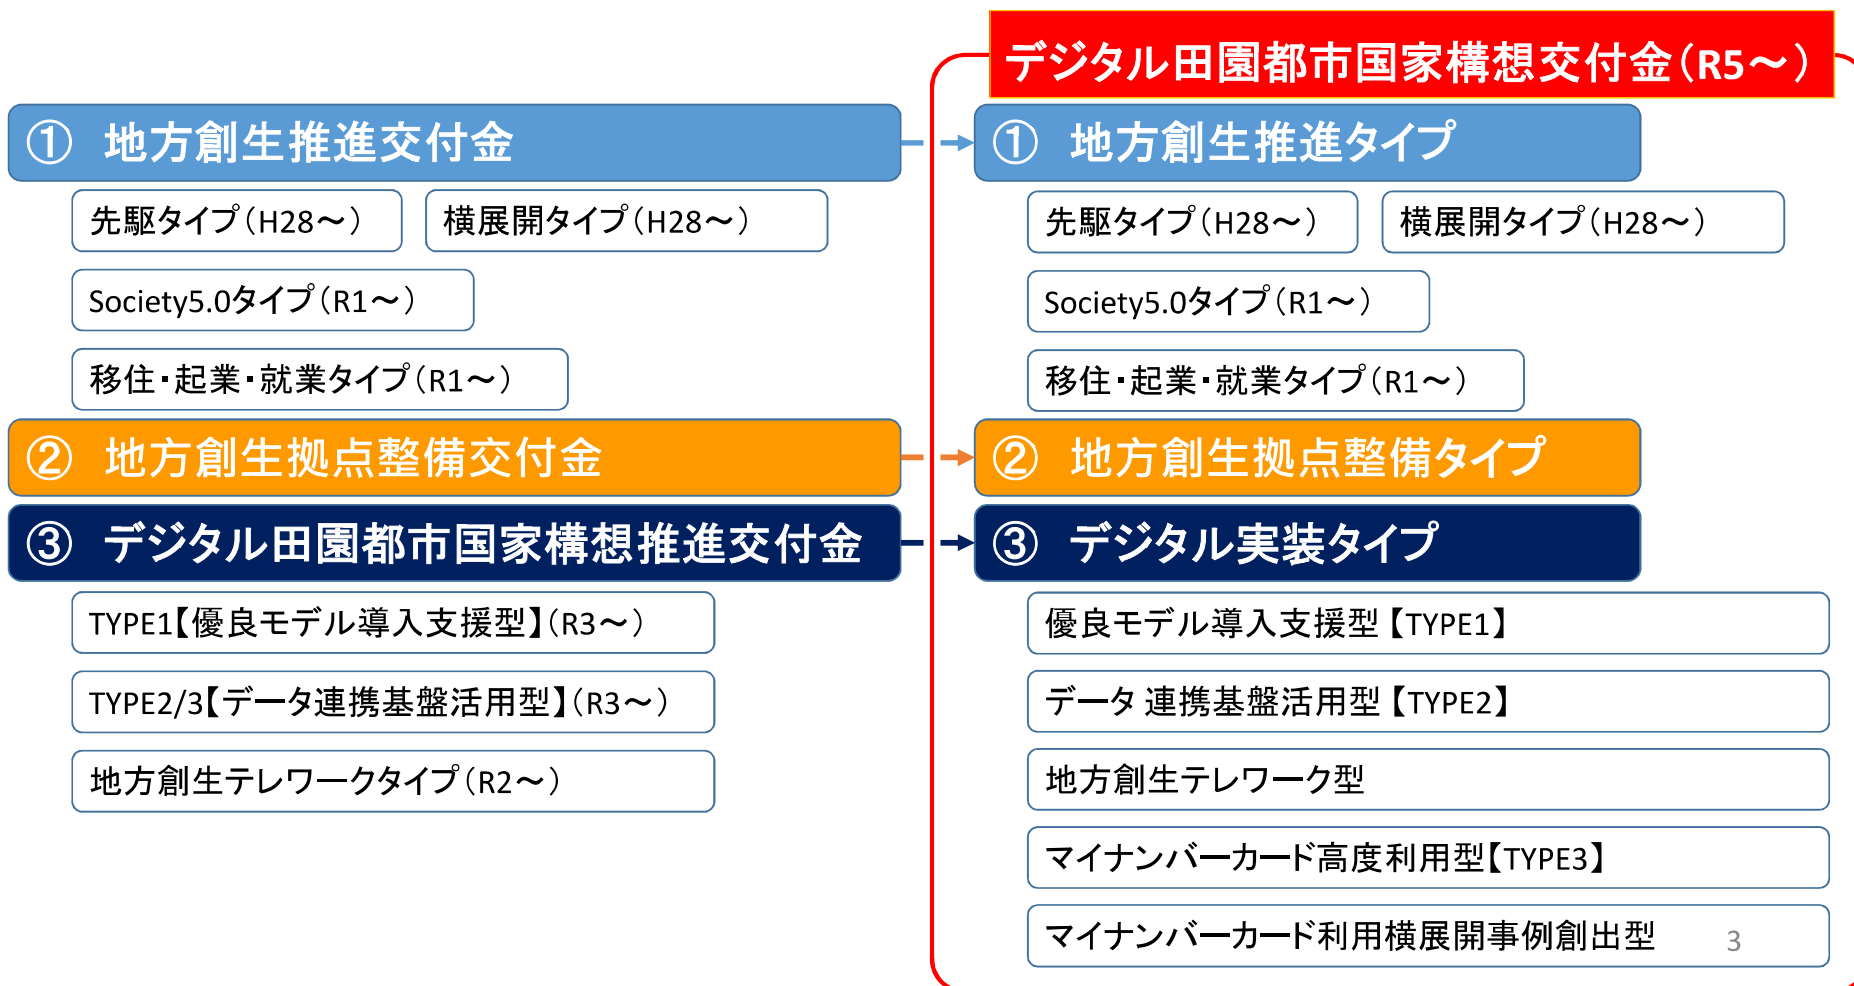 デジタル田園都市国家構想交付金（R5～）
① 地方創生推進交付金
先駆タイプ（H28～） 横展開タイプ（H28～）
Society5.0タイプ（R1～）
移住・起業・就業タイプ（R1～）
② 地方創生拠点整備交付金
③ デジタル田園都市国家構想推進交付金
TYPE1【優良モデル導入支援型】（R3～）
TYPE2/3【データ連携基盤活用型】（R3～）
地方創生テレワークタイプ（R2～）
① 地方創生推進タイプ
先駆タイプ（H28～） 横展開タイプ（H28～）
Society5.0タイプ（R1～）
移住・起業・就業タイプ（R1～）
② 地方創生拠点整備タイプ
③ デジタル実装タイプ
優良モデル導入支援型【TYPE1】
データ 連携基盤活用型【TYPE2】
地方創生テレワーク型
マイナンバーカード高度利用型【TYPE3】
マイナンバーカード利用横展開事例創出型
3